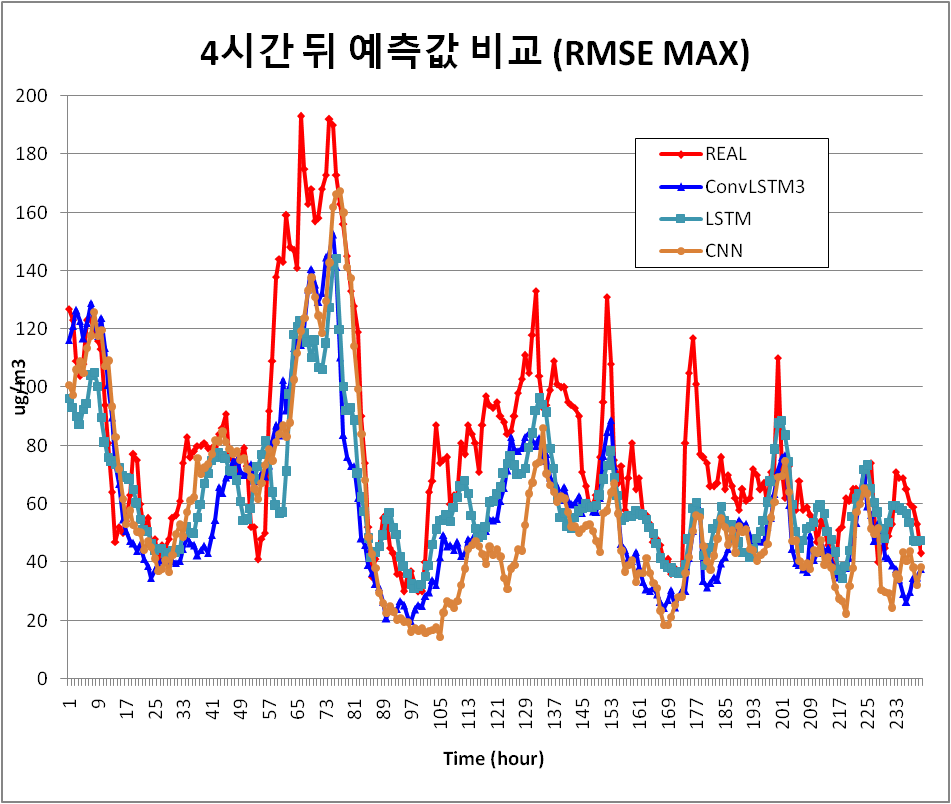 4시간 뒤 예측값 비교 (RMSE MAX)
ug/m3
200
180
160
140
120
100
80
60
40
20
0
REAL
ConvLSTM3
LSTM
CNN
1 9 17 25 33 41 49 57 65 73 81 89 97 105 113 121 129 137 145 153 161 169 177 185 193 201 209 217 225 233
Time (hour)